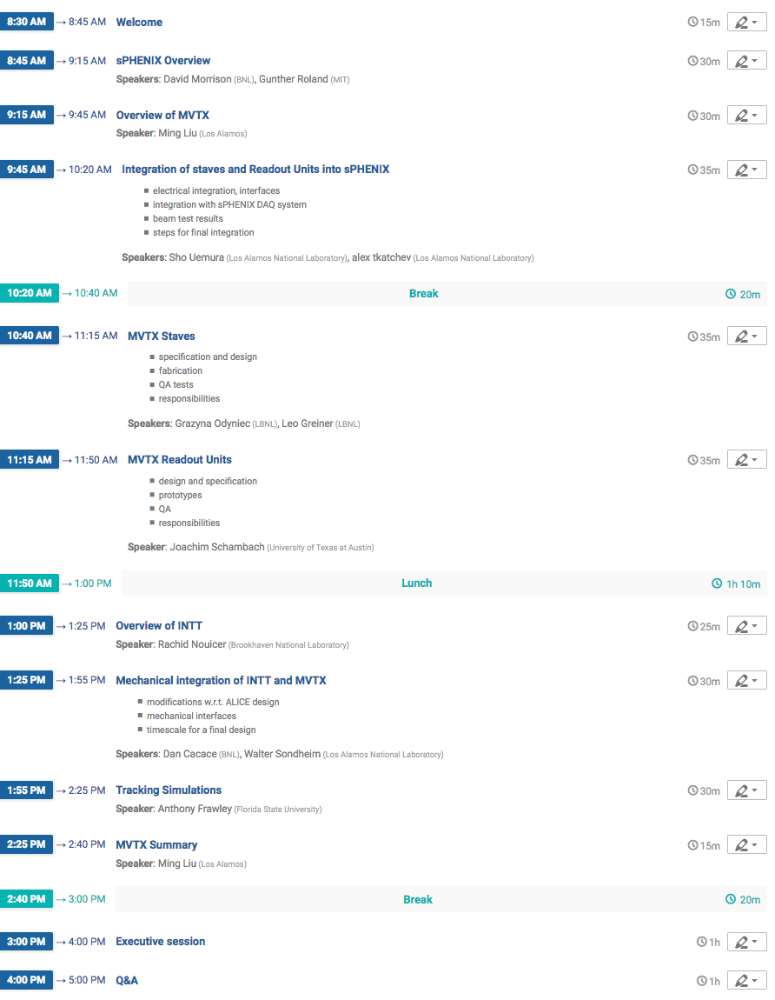 8:30 AM → 8:45 AM Welcome 15m
8:45 AM → 9:15 AM sPHENIX Overview 30m
Speakers: David Morrison (BNL), Gunther Roland (MIT)
9:15 AM → 9:45 AM Overview of MVTX 30m
Speaker: Ming Liu (Los Alamos)
9:45 AM → 10:20 AM Integration of staves and Readout Units into sPHENIX 35m
■ electrical integration, interfaces
■ integration with sPHENIX DAQ system
■ beam test results
■ steps for final integration
Speakers: Sho Uemura (Los Alamos National Laboratory), alex tkatchev (Los Alamos National Laboratory)
10:20 AM → 10:40 AM Break 20m
10:40 AM → 11:15 AM MVTX Staves 35m
■ specification and design
■ fabrication
■ QA tests
■ responsibilities
Speakers: Grazyna Odyniec (LBNL), Leo Greiner (LBNL)
11:15 AM → 11:50 AM MVTX Readout Units 35m
■ design and specification
■ prototypes
■ QA
■ responsibilities
Speaker: Joachim Schambach (University of Texas at Austin)
11:50 AM → 1:00 PM Lunch 1h 10m
1:00 PM → 1:25 PM Overview of INTT 25m
Speaker: Rachid Nouicer (Brookhaven National Laboratory)
1:25 PM → 1:55 PM Mechanical integration of INTT and MVTX 30m
■ modifications w.r.t. ALICE design
■ mechanical interfaces
■ timescale for a final design
Speakers: Dan Cacace (BNL), Walter Sondheim (Los Alamos National Laboratory)
1:55 PM → 2:25 PM Tracking Simulations 30m
Speaker: Anthony Frawley (Florida State University)
2:25 PM → 2:40 PM MVTX Summary 15m
Speaker: Ming Liu (Los Alamos)
2:40 PM → 3:00 PM Break 20m
3:00 PM → 4:00 PM Executive session 1h
4:00 PM → 5:00 PM Q&A 1h